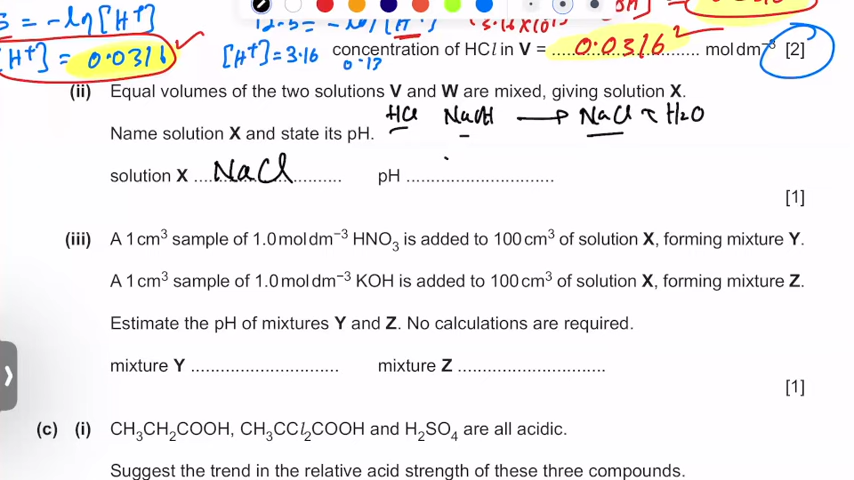 = -lg[H+]
[H+] = 0.0316
[H+] = 3.16 concentration of HCl in V = 0.0316 mol dm⁻³ [2]
(ii) Equal volumes of the two solutions V and W are mixed, giving solution X.
HCl NaOH → NaCl + H2O
Name solution X and state its pH.
solution X ....NaCl.......... pH ..............................
[1]
(iii) A 1 cm³ sample of 1.0 mol dm⁻³ HNO₃ is added to 100 cm³ of solution X, forming mixture Y.
A 1 cm³ sample of 1.0 mol dm⁻³ KOH is added to 100 cm³ of solution X, forming mixture Z.
Estimate the pH of mixtures Y and Z. No calculations are required.
mixture Y .............................. mixture Z ..............................
[1]
(c) (i) CH₃CH₂COOH, CH₃CCl₂COOH and H₂SO₄ are all acidic.
Suggest the trend in the relative acid strength of these three compounds.